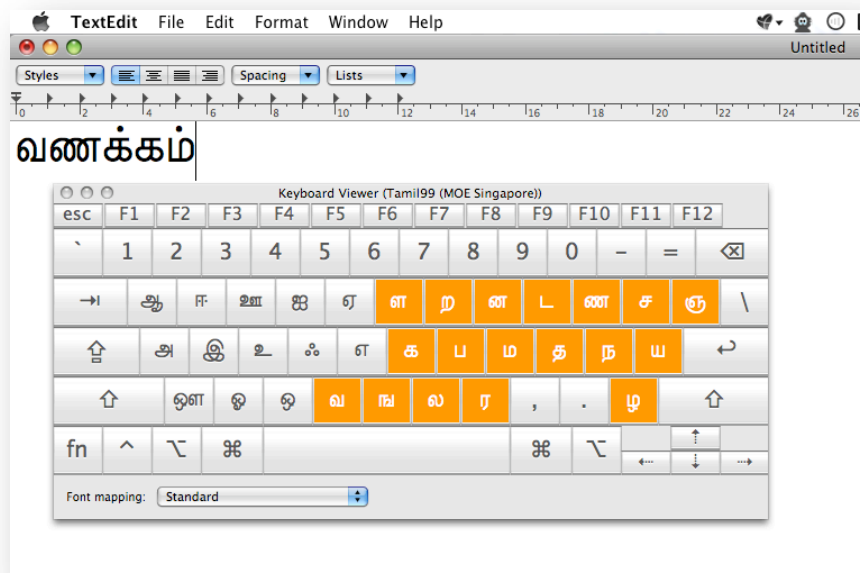 TextEdit File Edit Format Window Help
Untitled
Styles Spacing Lists
0 2 4 6 8 10 12 14 16 18 20 22 24 26
வணக்கம்
Keyboard Viewer (Tamil99 (MOE Singapore))
esc F1 F2 F3 F4 F5 F6 F7 F8 F9 F10 F11 F12
` 1 2 3 4 5 6 7 8 9 0 – =
ஆ ஈ ஊ ஐ ஏ ள ற ன ட ண ச ஞ \
அ இ உ ஃ எ க ப ம த ந ய
ஔ ஓ ஒ வ ங ல ர , . ழ
fn ^ ⌥ ⌘ ⌘ ⌥
Font mapping: Standard